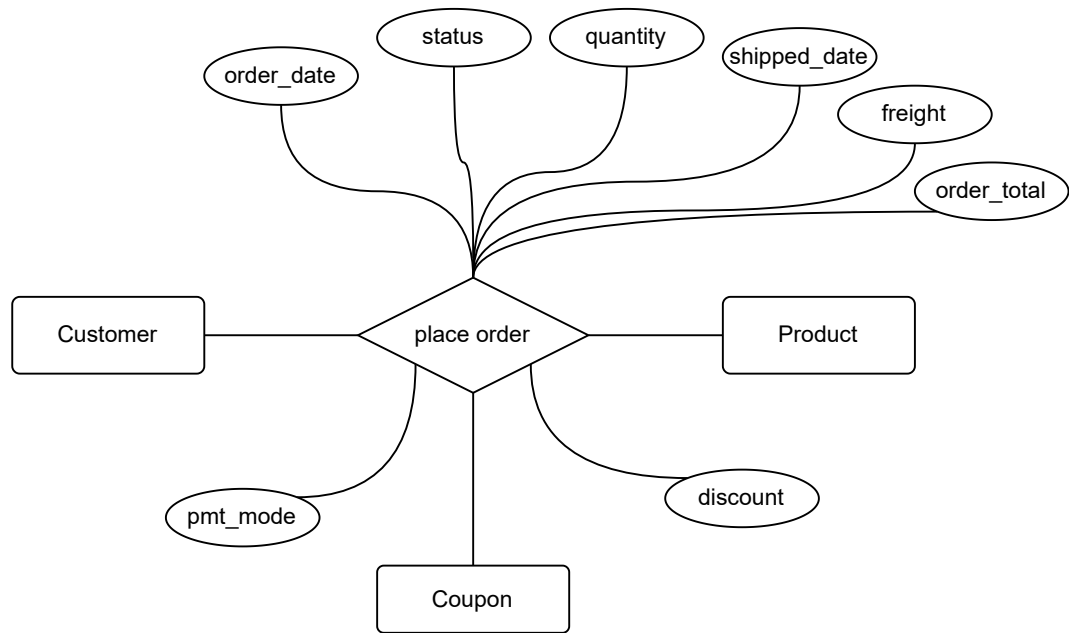 status
quantity
shipped_date
order_date
freight
order_total
Customer
place order
Product
pmt_mode
discount
Coupon